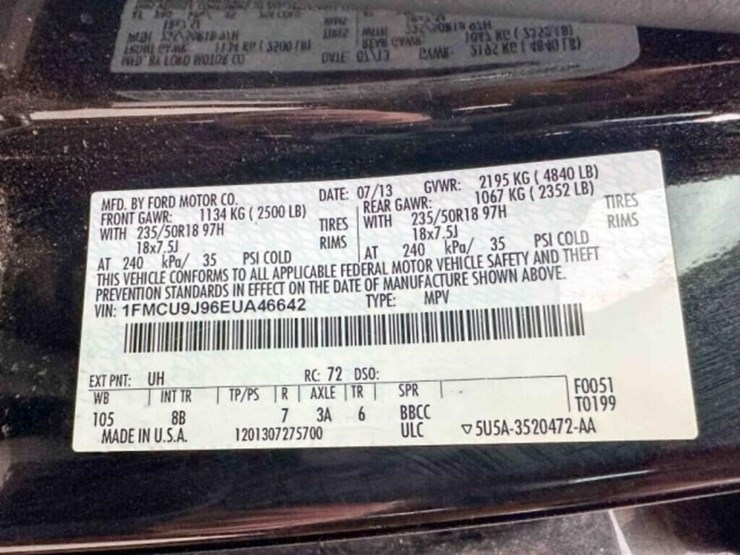 MFD. BY FORD MOTOR CO. DATE: 07/13 GVWR: 2195 KG ( 4840 LB)
FRONT GAWR: 1134 KG ( 2500 LB) REAR GAWR: 1067 KG ( 2352 LB)
WITH 235/50R18 97H TIRES WITH 235/50R18 97H TIRES
18x7.5J RIMS 18x7.5J RIMS
AT 240 kPa/ 35 PSI COLD AT 240 kPa/ 35 PSI COLD
THIS VEHICLE CONFORMS TO ALL APPLICABLE FEDERAL MOTOR VEHICLE SAFETY AND THEFT
PREVENTION STANDARDS IN EFFECT ON THE DATE OF MANUFACTURE SHOWN ABOVE.
VIN: 1FMCU9J96EUA46642 TYPE: MPV
EXT PNT: UH RC: 72 DSO:
WB INT TR TP/PS R AXLE TR SPR F0051
105 8B 7 3A 6 BBCC T0199
MADE IN U.S.A. 1201307275700 ULC ▽5U5A-3520472-AA